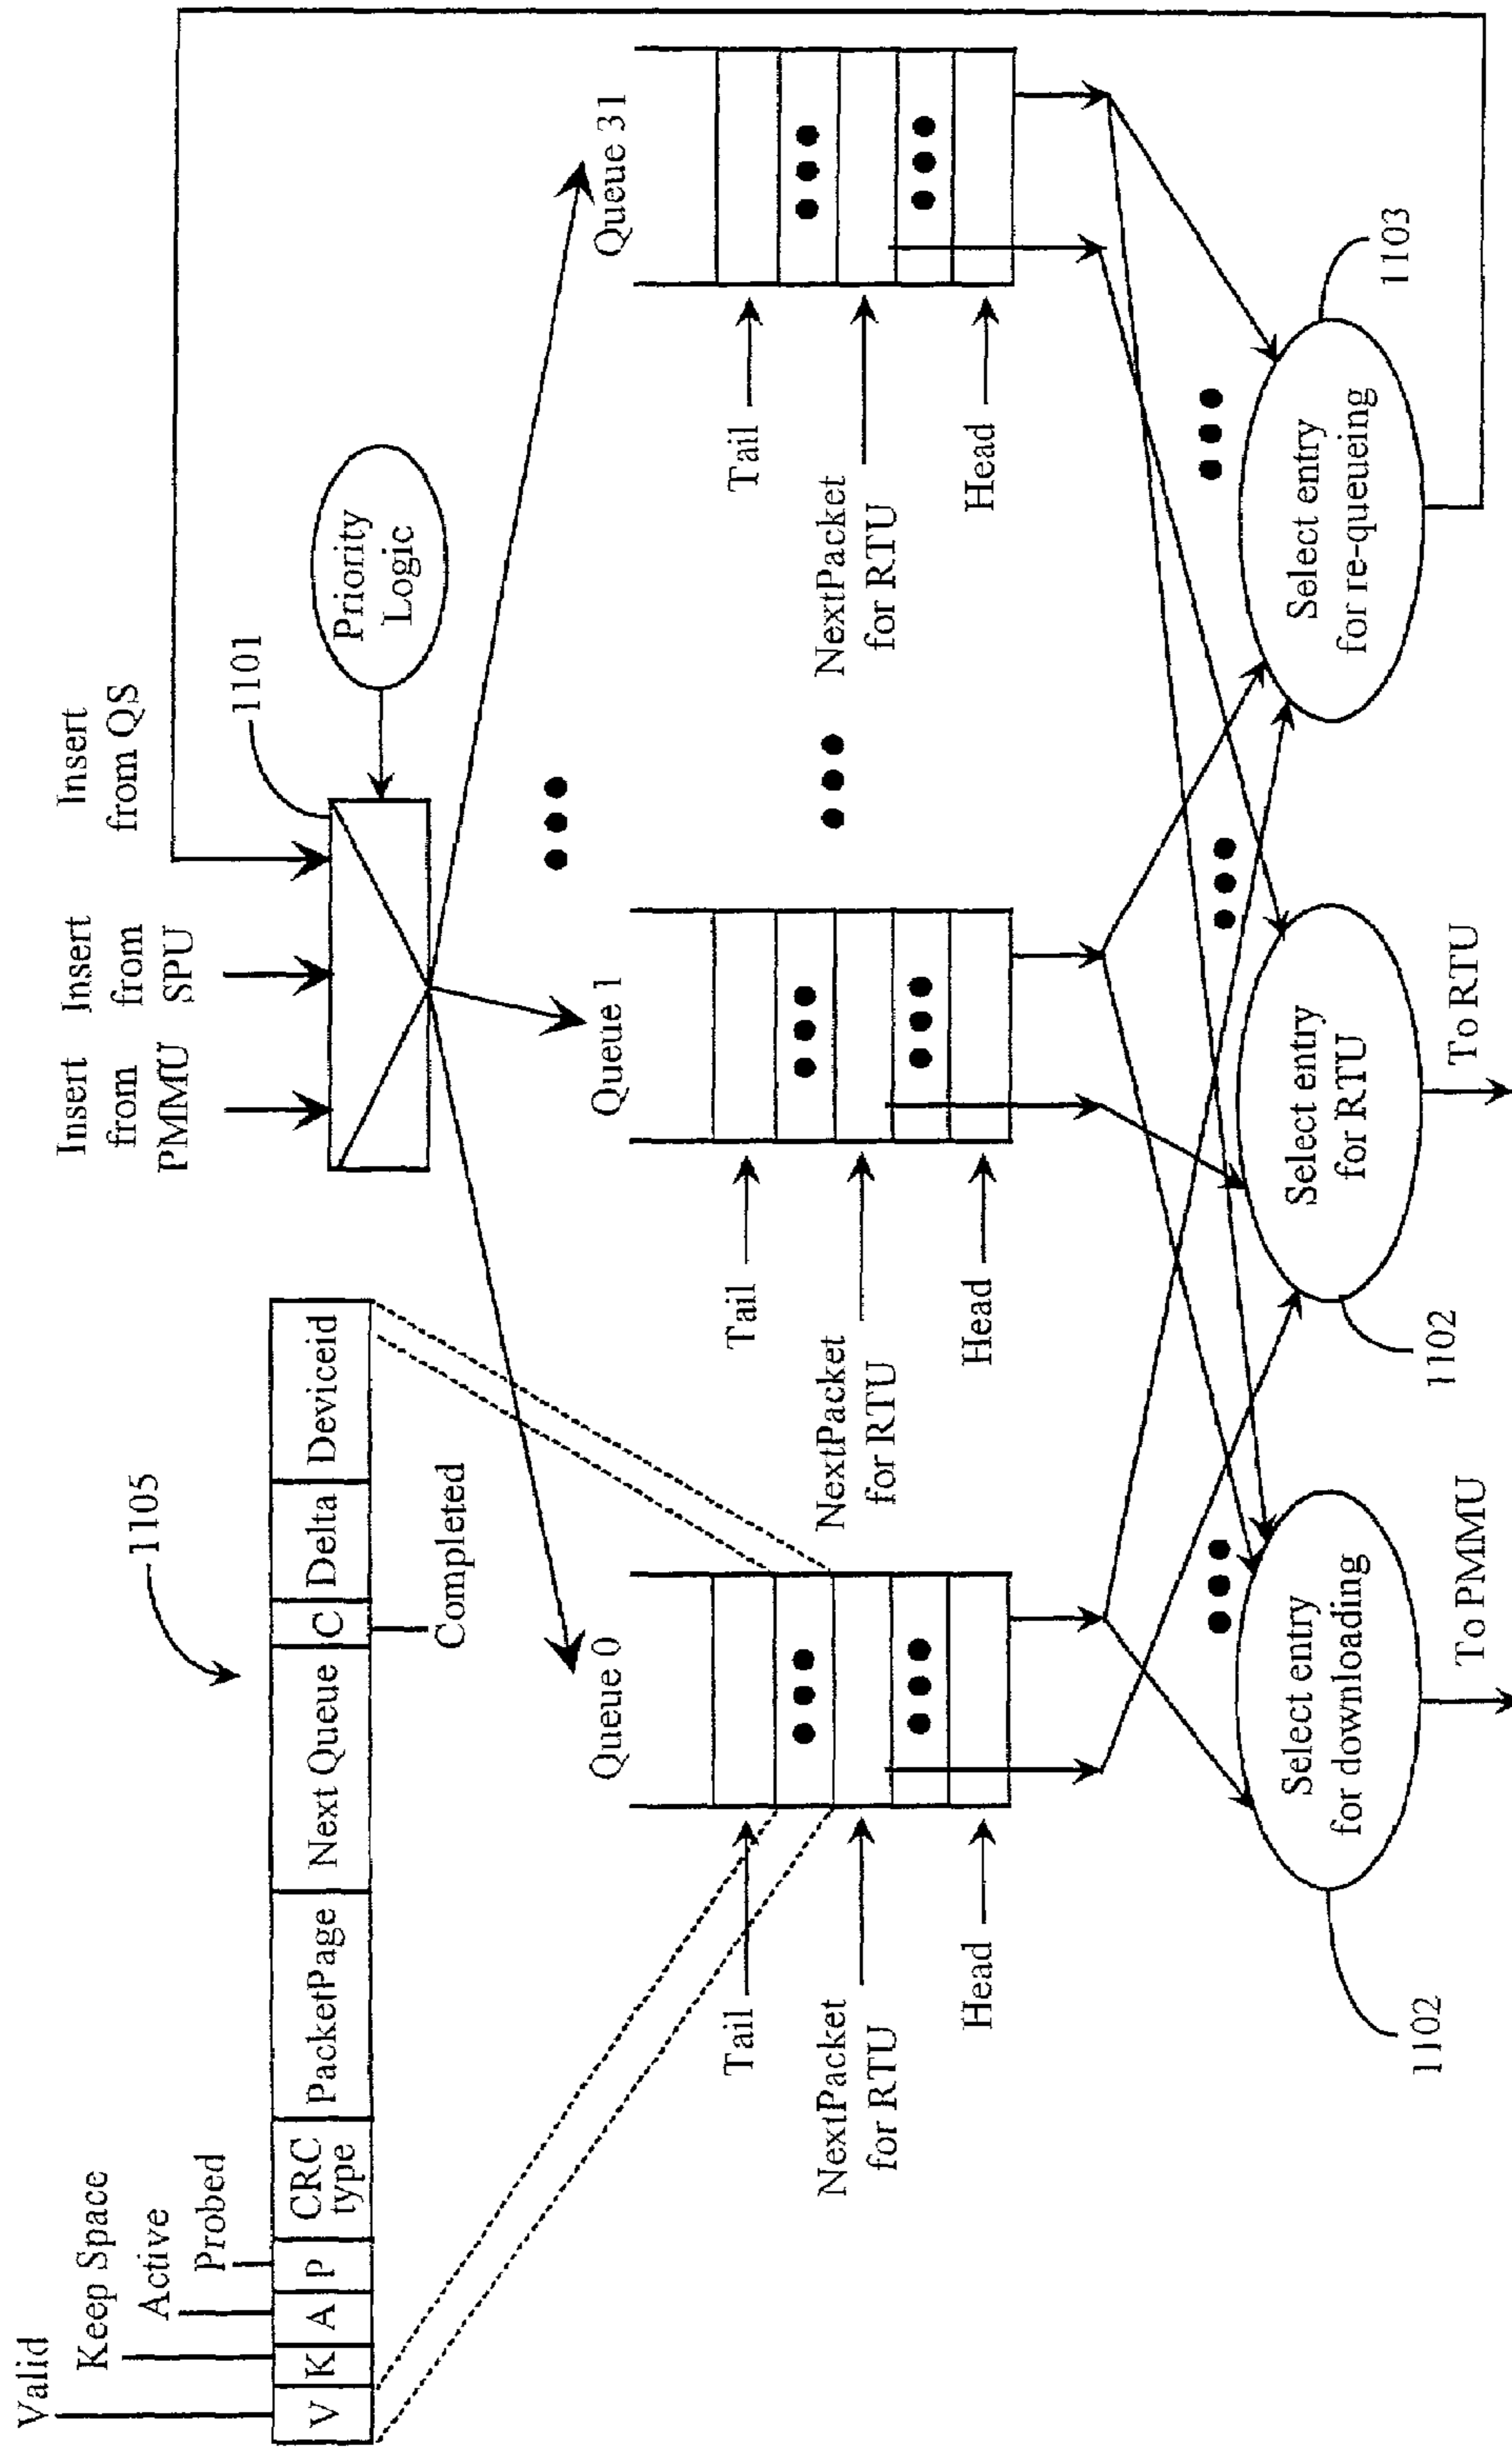 Valid
Keep Space
Active
Probed
V
K
A
P
CRC
type
PacketPage
Next Queue
C
Delta
Deviceid
Completed
1105
Insert
from
PMMU
Insert
from
SPU
Insert
from QS
1101
Priority
Logic
Queue 0
Queue 1
Queue 31
Tail
NextPacket
for RTU
Head
Tail
NextPacket
for RTU
Head
Tail
NextPacket
for RTU
Head
Select entry
for downloading
1102
To PMMU
Select entry
for RTU
1102
To RTU
Select entry
for re-queueing
1103